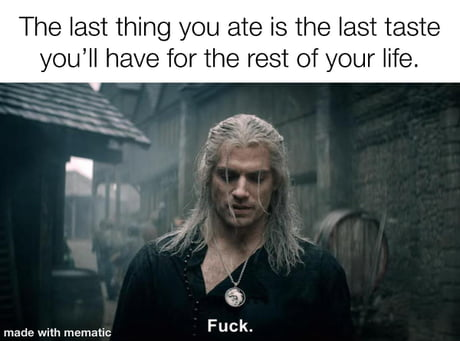 The last thing you ate is the last taste
you'll have for the rest of your life.
Fuck.
made with mematic